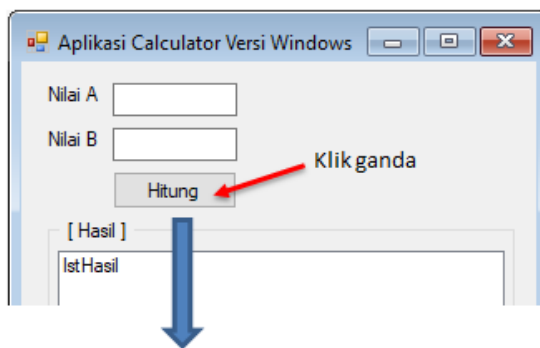 Aplikasi Calculator Versi Windows
Nilai A
Nilai B
Klik ganda
Hitung
[ Hasil ]
lstHasil